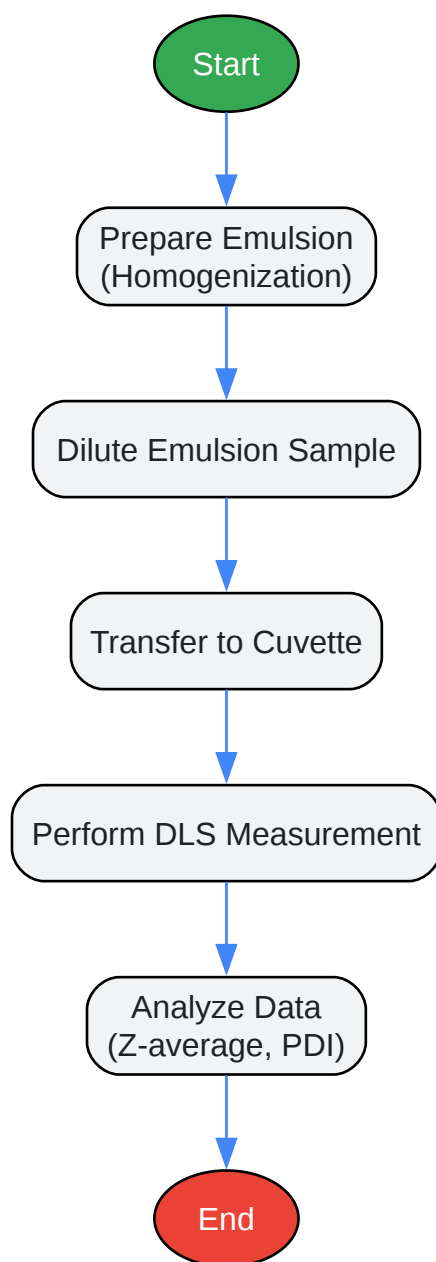 Start
Prepare Emulsion
(Homogenization)
Dilute Emulsion Sample
Transfer to Cuvette
Perform DLS Measurement
Analyze Data
(Z-average, PDI)
End